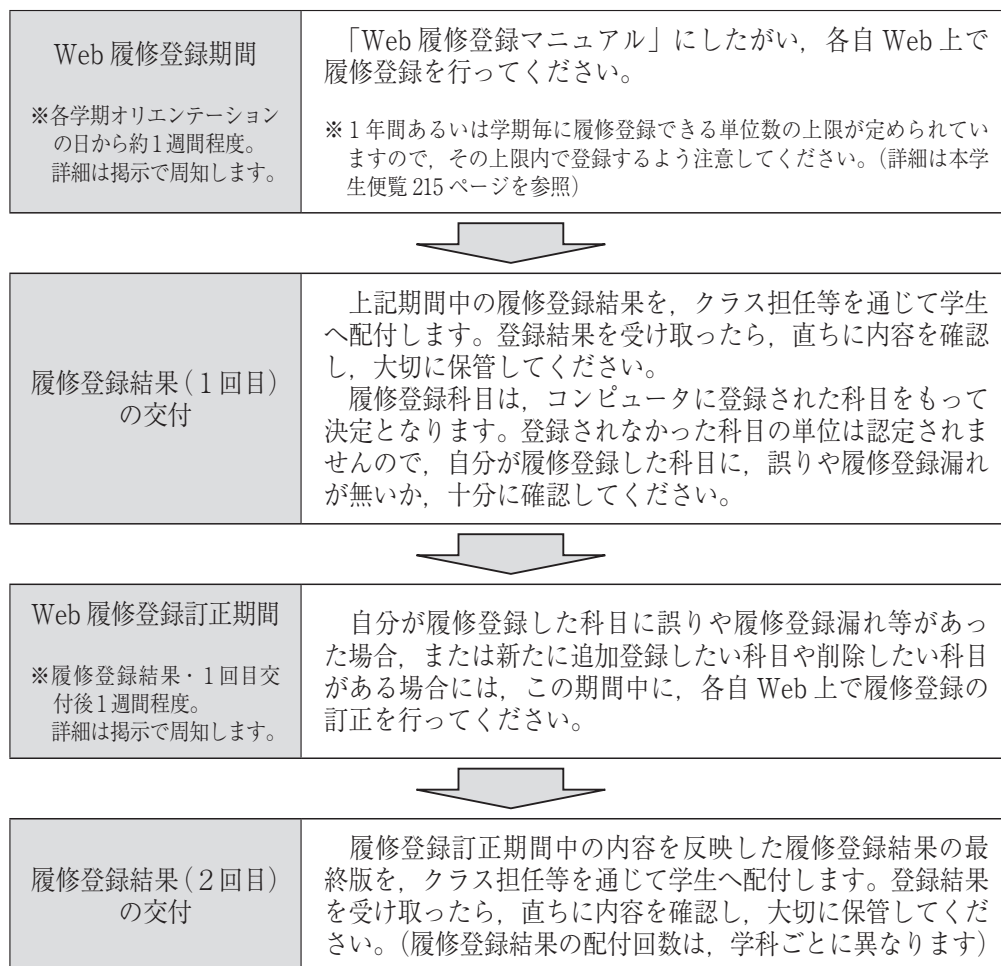 Web 履修登録期間
※各学期オリエンテーション
の日から約1週間程度。
詳細は掲示で周知します。
「Web 履修登録マニュアル」にしたがい，各自 Web 上で
履修登録を行ってください。
※１年間あるいは学期毎に履修登録できる単位数の上限が定められてい
ますので，その上限内で登録するよう注意してください。（詳細は本学
生便覧 215 ページを参照）
履修登録結果（１回目）
の交付
上記期間中の履修登録結果を，クラス担任等を通じて学生
へ配付します。登録結果を受け取ったら，直ちに内容を確認
し，大切に保管してください。
履修登録科目は，コンピュータに登録された科目をもって
決定となります。登録されなかった科目の単位は認定されま
せんので，自分が履修登録した科目に，誤りや履修登録漏れ
が無いか，十分に確認してください。
Web 履修登録訂正期間
※履修登録結果・１回目交
付後1週間程度。
詳細は掲示で周知します。
自分が履修登録した科目に誤りや履修登録漏れ等があっ
た場合，または新たに追加登録したい科目や削除したい科目
がある場合には，この期間中に，各自 Web 上で履修登録の
訂正を行ってください。
履修登録結果（２回目）
の交付
履修登録訂正期間中の内容を反映した履修登録結果の最
終版を，クラス担任等を通じて学生へ配付します。登録結果
を受け取ったら，直ちに内容を確認し，大切に保管してくだ
さい。（履修登録結果の配付回数は，学科ごとに異なります）